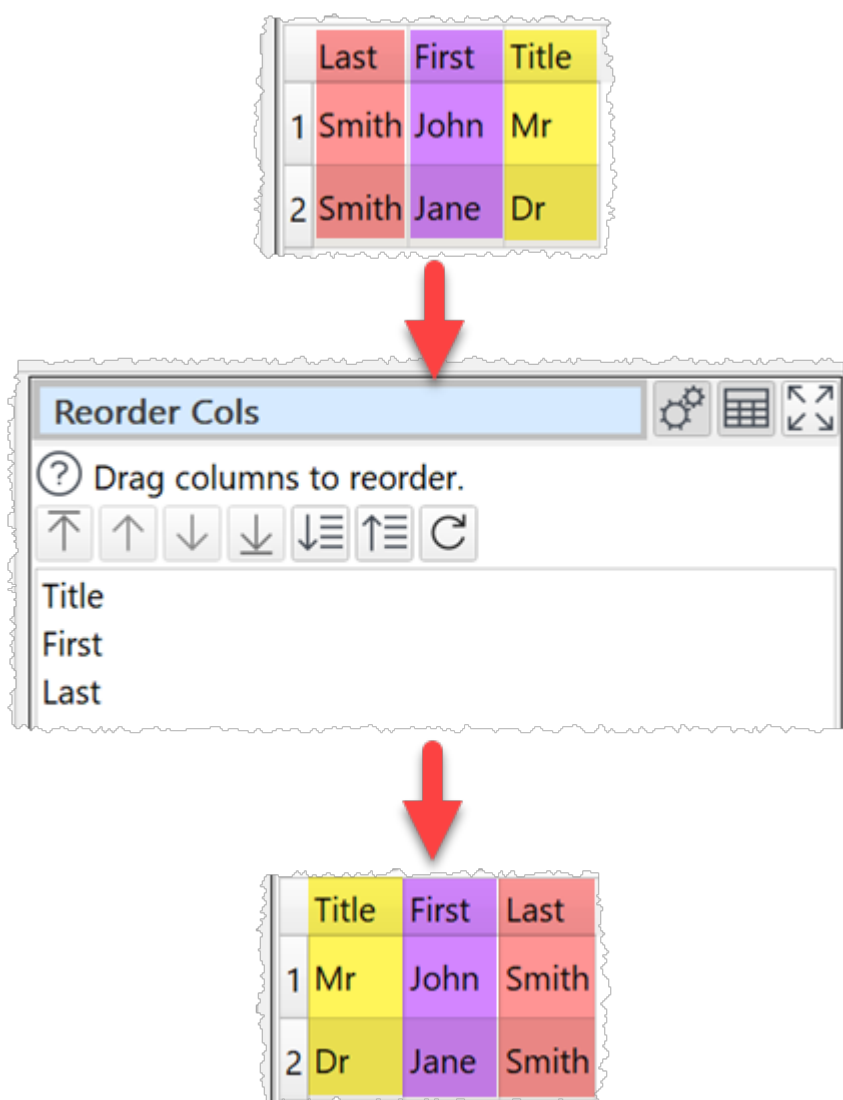 Last First Title
1 Smith John Mr
2 Smith Jane Dr
Reorder Cols
? Drag columns to reorder.
Title
First
Last
Title First Last
1 Mr John Smith
2 Dr Jane Smith